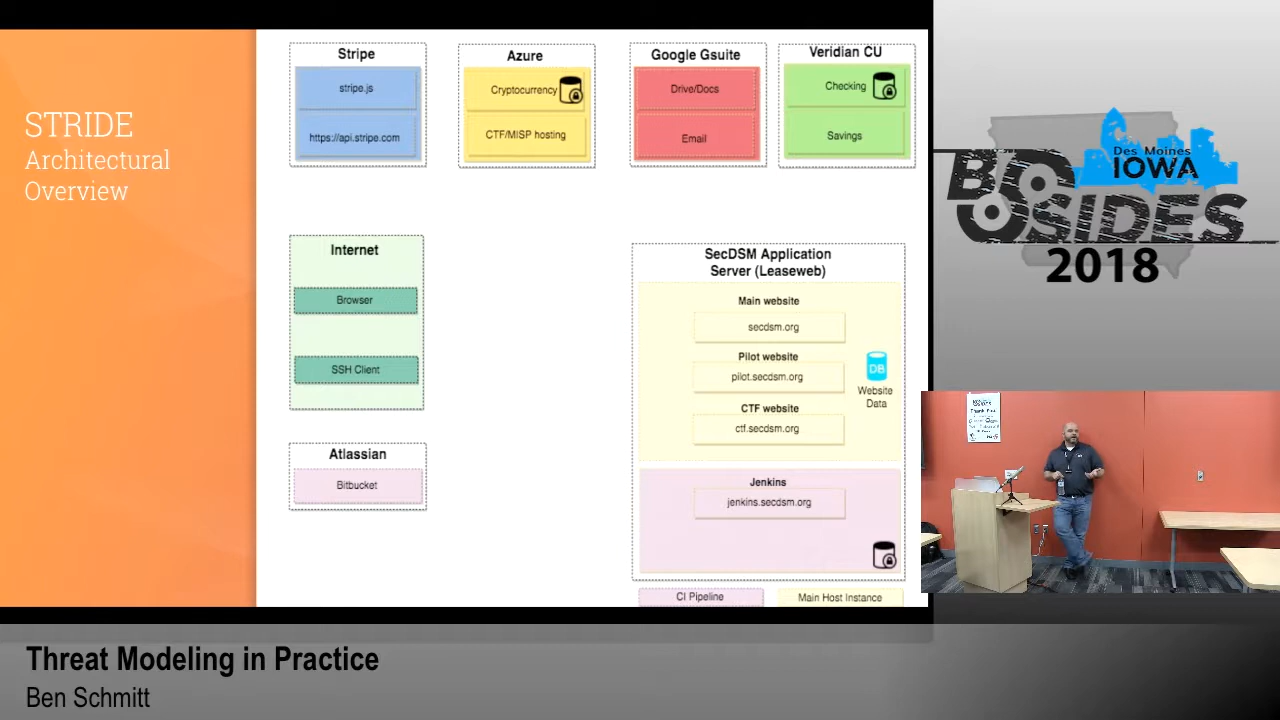 STRIDE
Architectural
Overview
Stripe
stripe.js
https://api.stripe.com
Azure
Cryptocurrency
CTF/MISP hosting
Google Gsuite
Drive/Docs
Email
Veridian CU
Checking
Savings
Internet
Browser
SSH Client
Atlassian
Bitbucket
SecDSM Application
Server (Leaseweb)
Main website
secdsm.org
Pilot website
pilot.secdsm.org
CTF website
ctf.secdsm.org
DB
Website
Data
Jenkins
jenkins.secdsm.org
CI Pipeline
Main Host Instance
Des Moines
IOWA
BSIDES
2018
Thank You!
Threat Modeling in Practice
Ben Schmitt